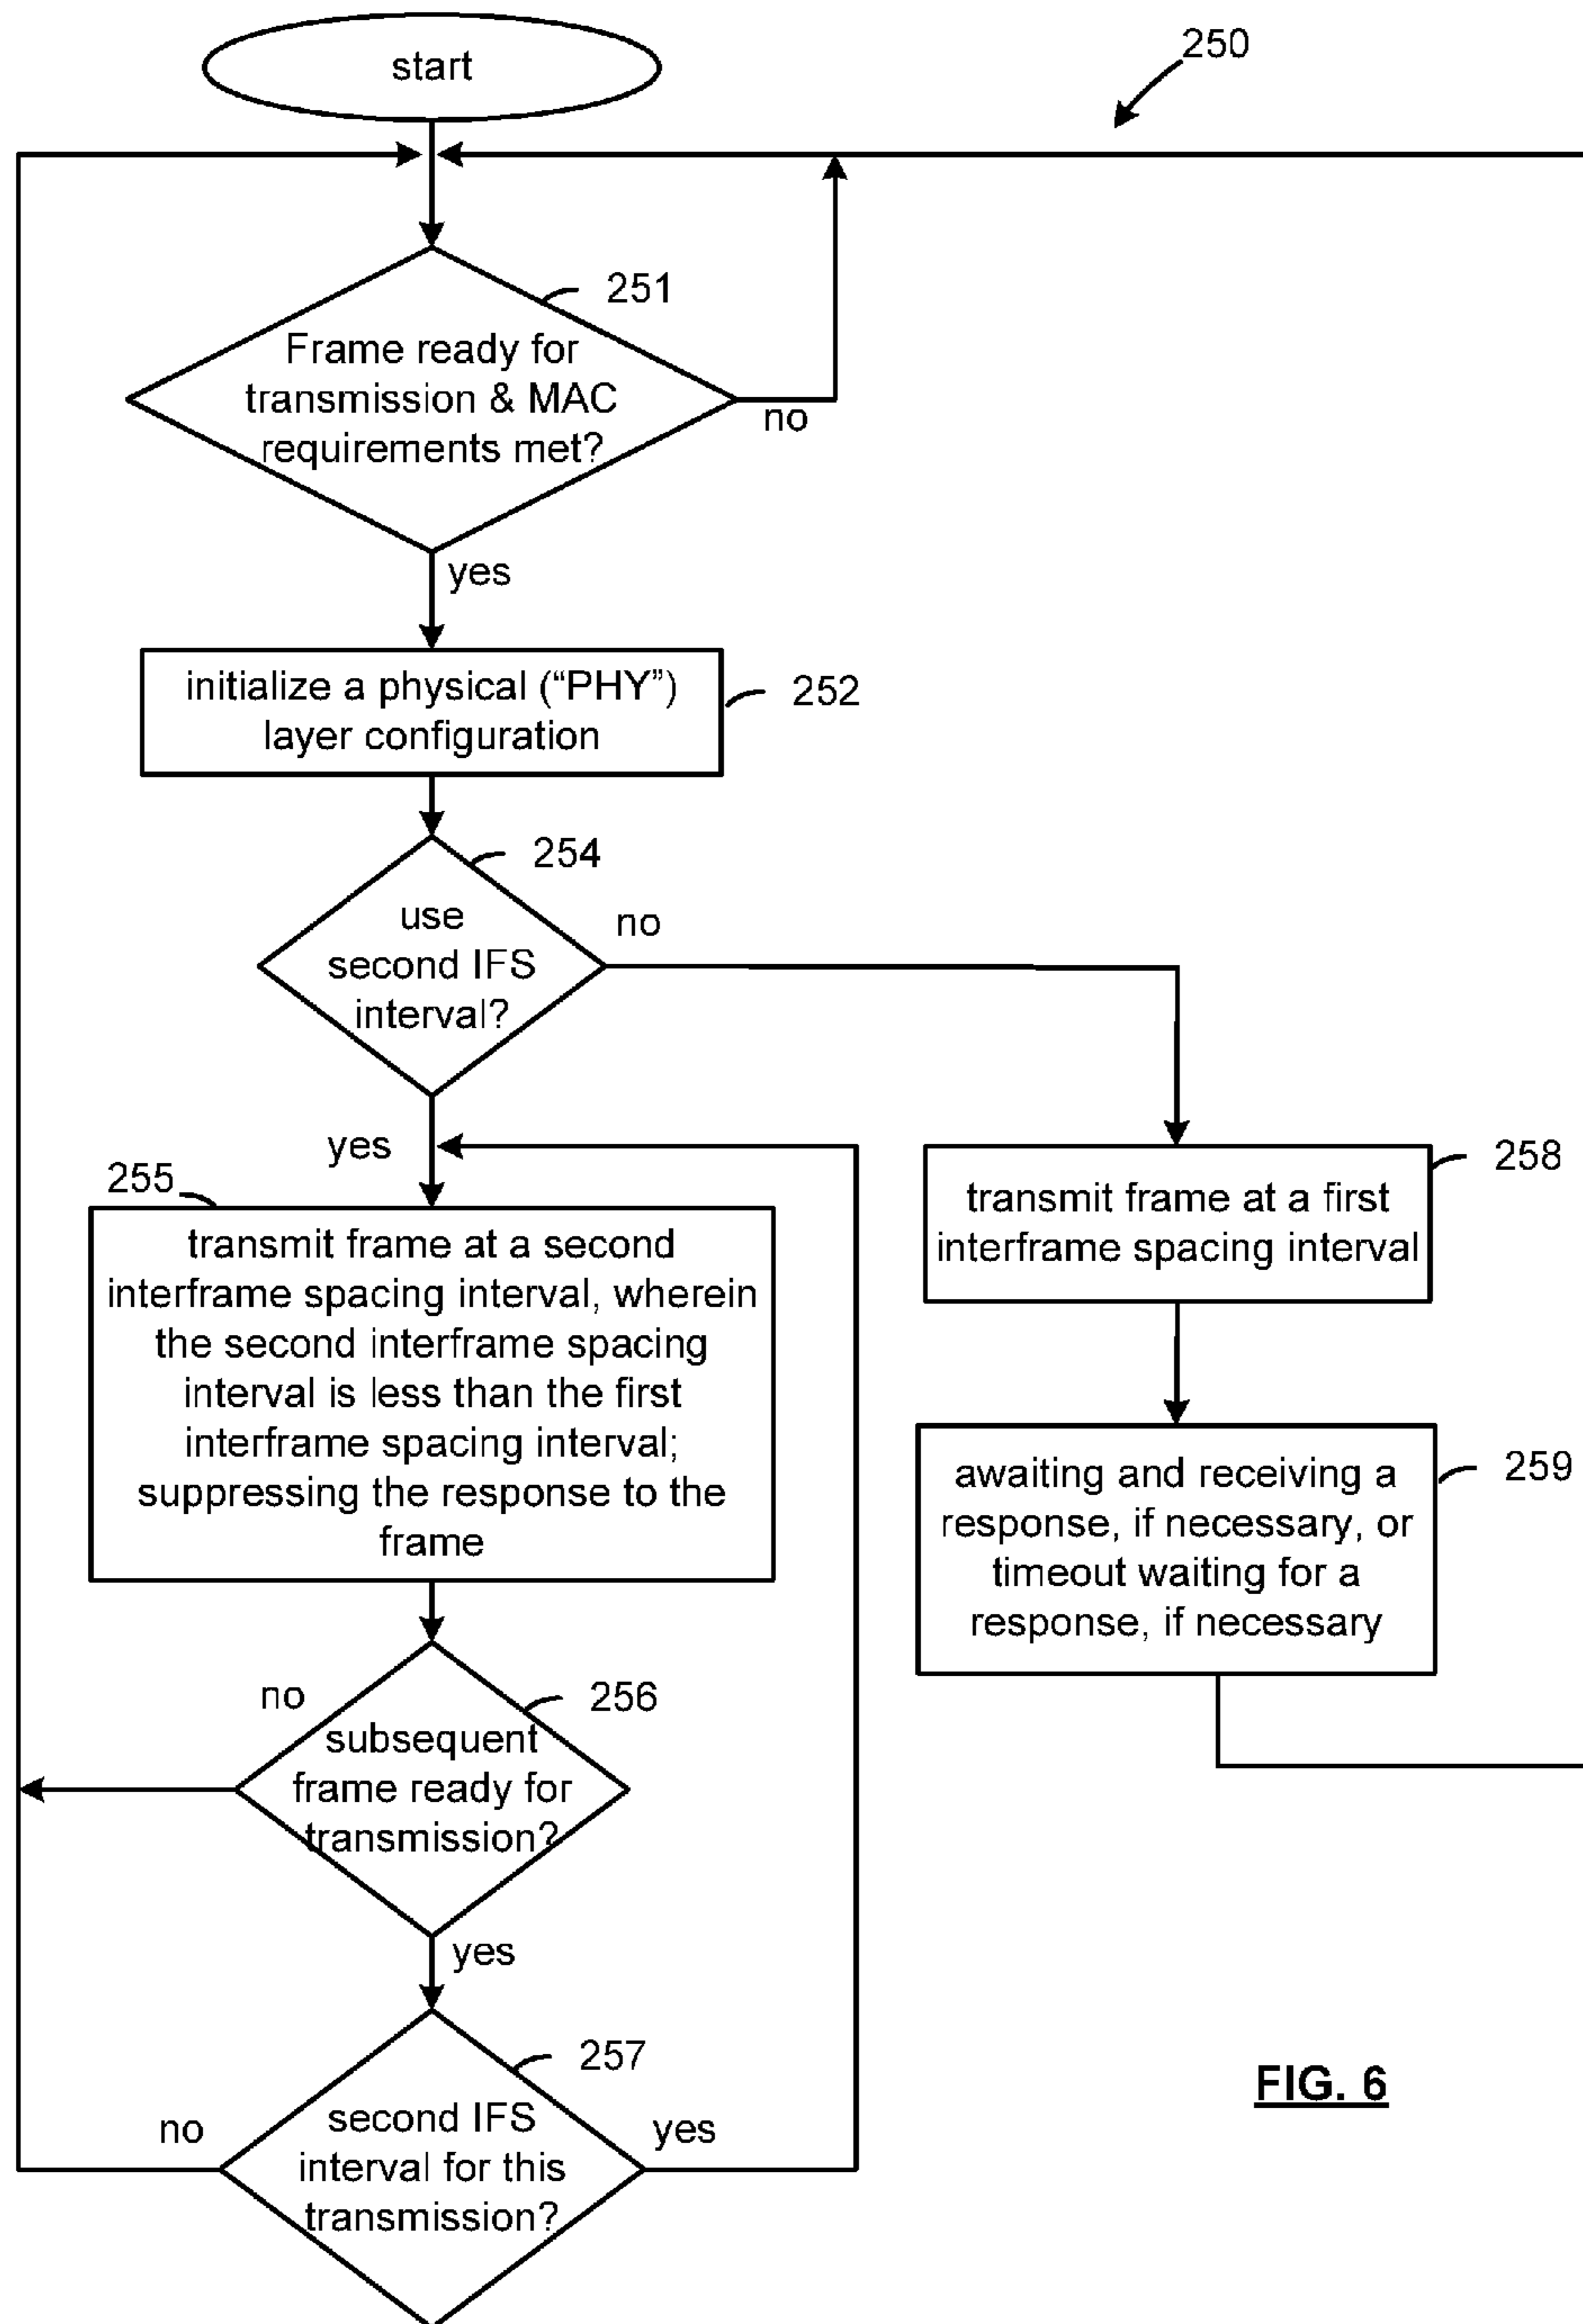 start
250
251
Frame ready for
transmission & MAC
requirements met?
no
yes
initialize a physical (“PHY”)
layer configuration
252
254
use
second IFS
interval?
no
yes
255
transmit frame at a second
interframe spacing interval, wherein
the second interframe spacing
interval is less than the first
interframe spacing interval;
suppressing the response to the
frame
258
transmit frame at a first
interframe spacing interval
259
awaiting and receiving a
response, if necessary, or
timeout waiting for a
response, if necessary
no
256
subsequent
frame ready for
transmission?
yes
257
second IFS
interval for this
transmission?
no
yes
FIG. 6